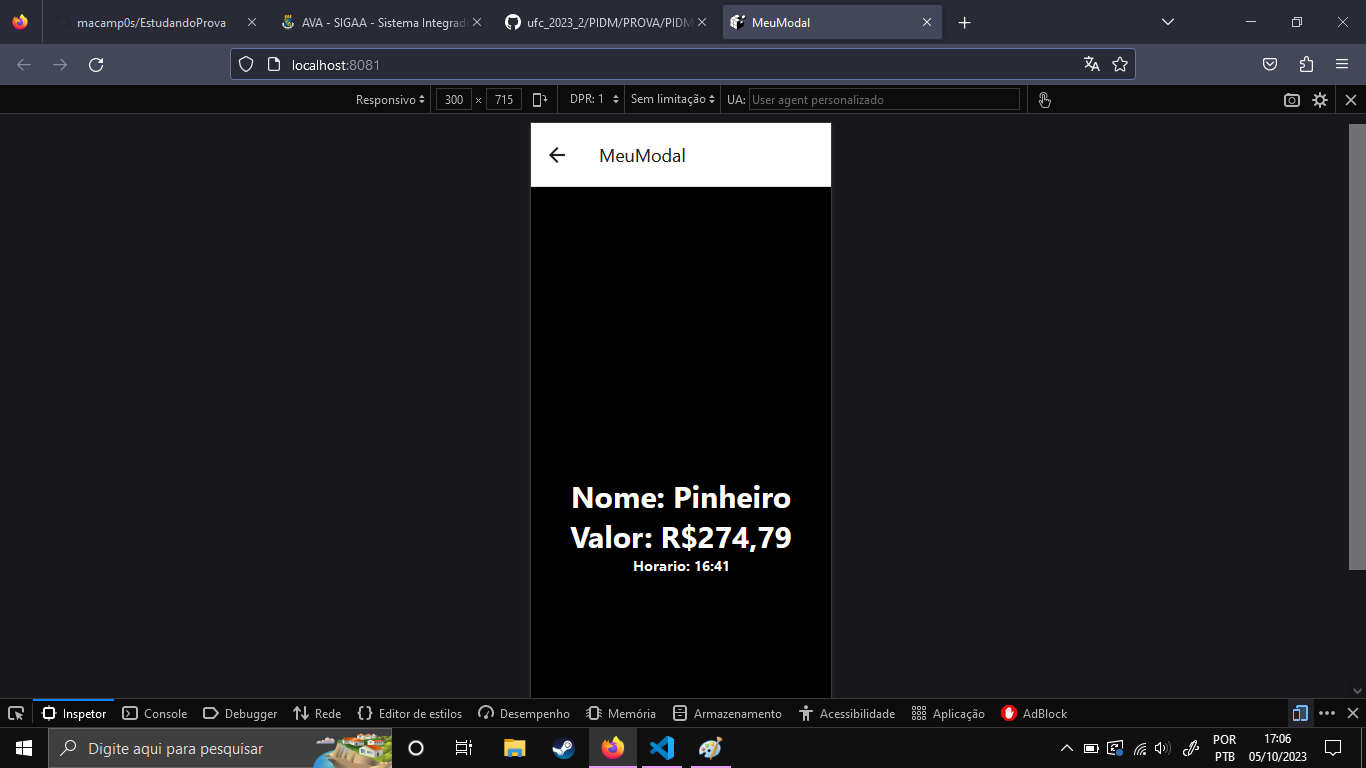 macamp0s/EstudandoProva
AVA - SIGAA - Sistema Integrad
ufc_2023_2/PIDM/PROVA/PIDM
MeuModal
localhost:8081
Responsivo
300 × 715
DPR: 1
Sem limitação
UA: User agent personalizado
MeuModal
Nome: Pinheiro
Valor: R$274,79
Horario: 16:41
Inspetor
Console
Debugger
Rede
Editor de estilos
Desempenho
Memória
Armazenamento
Acessibilidade
Aplicação
AdBlock
Digite aqui para pesquisar
POR
PTB
17:06
05/10/2023